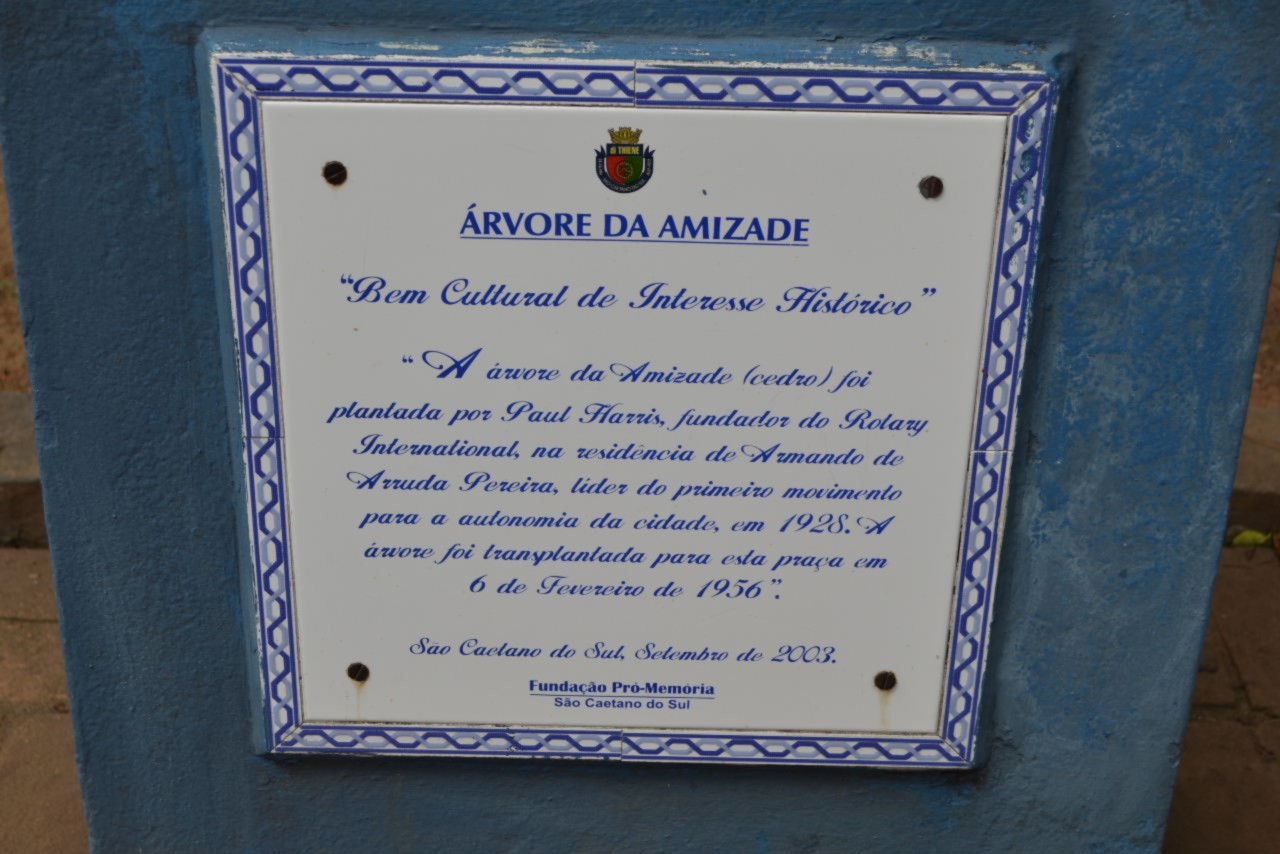 ÁRVORE DA AMIZADE
"Bem Cultural de Interesse Histórico"
"A árvore da Amizade (cedro) foi
plantada por Paul Harris, fundador do Rotary
International, na residência de Armando de
Arruda Pereira, líder do primeiro movimento
para a autonomia da cidade, em 1928. A
árvore foi transplantada para esta praça em
6 de Fevereiro de 1956".
São Caetano do Sul, Setembro de 2003.
Fundação Pró-Memória
São Caetano do Sul